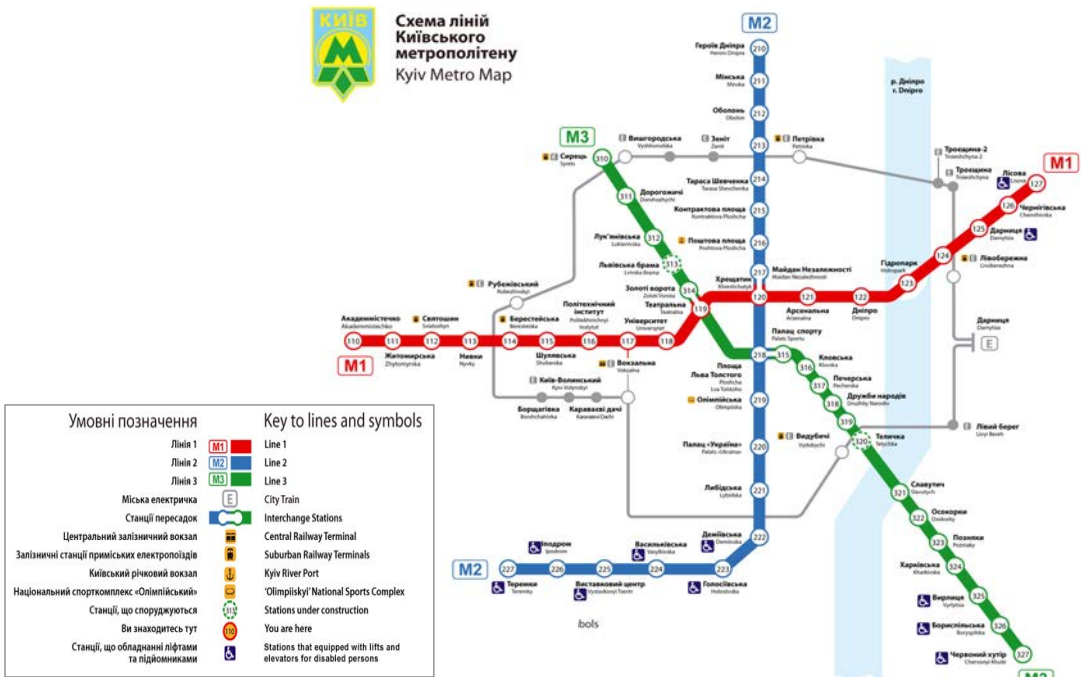 КИЇВ
Схема ліній
Київського
метрополітену
Kyiv Metro Map
M2
210
Героїв Дніпра
Heroiv Dnipra
211
Мінська
Minska
212
Оболонь
Obolon
213
Петрівка
Petrivka
214
Тараса Шевченка
Tarasa Shevchenka
215
Контрактова площа
Kontraktova Ploshcha
216
Поштова площа
Poshtova Ploshcha
217
Майдан Незалежності
Maidan Nezalezhnosti
Хрещатик
Khreshchatyk
р. Дніпро
r. Dnipro
M3
310
Сирець
Syrets
E Вишгородська
Vyshhorodska
E Зеніт
Zenit
311
Дорогожичі
Dorohozhychi
312
Лук'янівська
Lukianivska
313
Львівська брама
Lvivska Brama
314
Золоті ворота
Zoloti Vorota
Театральна
Teatralna
Троєщина-2
Troieshchyna-2
Троєщина
Troieshchyna
M1
Лісова
Lisova
127
126
Чернігівська
Chernihivska
125
Дарниця
Darnytsia
124
Лівобережна
Livoberezhna
Гідропарк
Hidropark
123
Рубежівський
Rubezhivskyi
Академмістечко
Akademmistechko
Святошин
Sviatoshyn
Берестейська
Beresteiska
Політехнічний
інститут
Politekhnichnyi
Instytut
Університет
Universytet
110 111 112 113 114 115 116 117 118 119 120 121 122
M1
Житомирська
Zhytomyrska
Нивки
Nyvky
Шулявська
Shuliavska
Вокзальна
Vokzalna
Арсенальна
Arsenalna
Дніпро
Dnipro
Дарниця
Darnytsia
E
Палац спорту
Palats Sportu
218
315
Площа
Льва Толстого
Ploshcha
Lva Tolstoho
316
Кловська
Klovska
317
Печерська
Pecherska
318
Дружби народів
Druzhby Narodiv
319
Видубичі
Vydubychi
320
Теличка
Telychka
Київ-Волинський
Kyiv-Volynskyi
Борщагівка
Borshchahivka
Караваєві дачі
Karavaievi Dachi
219
Олімпійська
Olimpiiska
220
Палац «Україна»
Palats «Ukraina»
221
Либідська
Lybidska
Лівий берег
Livyi Bereh
321
Славутич
Slavutych
322
Осокорки
Osokorky
323
Позняки
Pozniaky
324
Харківська
Kharkivska
325
Вирлиця
Vyrlytsia
326
Бориспільська
Boryspilska
327
Червоний хутір
Chervonyi Khutir
Деміївська
Demiivska
222
Васильківська
Vasylkivska
Іподром
Ipodrom
M2
227 226 225 224 223
Теремки
Teremky
Виставковий центр
Vystavkovyi Tsentr
Голосіївська
Holosiivska
ibols
Умовні позначення
Key to lines and symbols
Лінія 1 M1 Line 1
Лінія 2 M2 Line 2
Лінія 3 M3 Line 3
Міська електричка E City Train
Станції пересадок Interchange Stations
Центральний залізничний вокзал Central Railway Terminal
Залізничні станції приміських електропоїздів Suburban Railway Terminals
Київський річковий вокзал Kyiv River Port
Національний спорткомплекс «Олімпійський» 'Olimpiiskyi' National Sports Complex
Станції, що споруджуються 313 Stations under construction
Ви знаходитесь тут 110 You are here
Станції, що обладнанні ліфтами
та підйомниками
Stations that equipped with lifts and
elevators for disabled persons